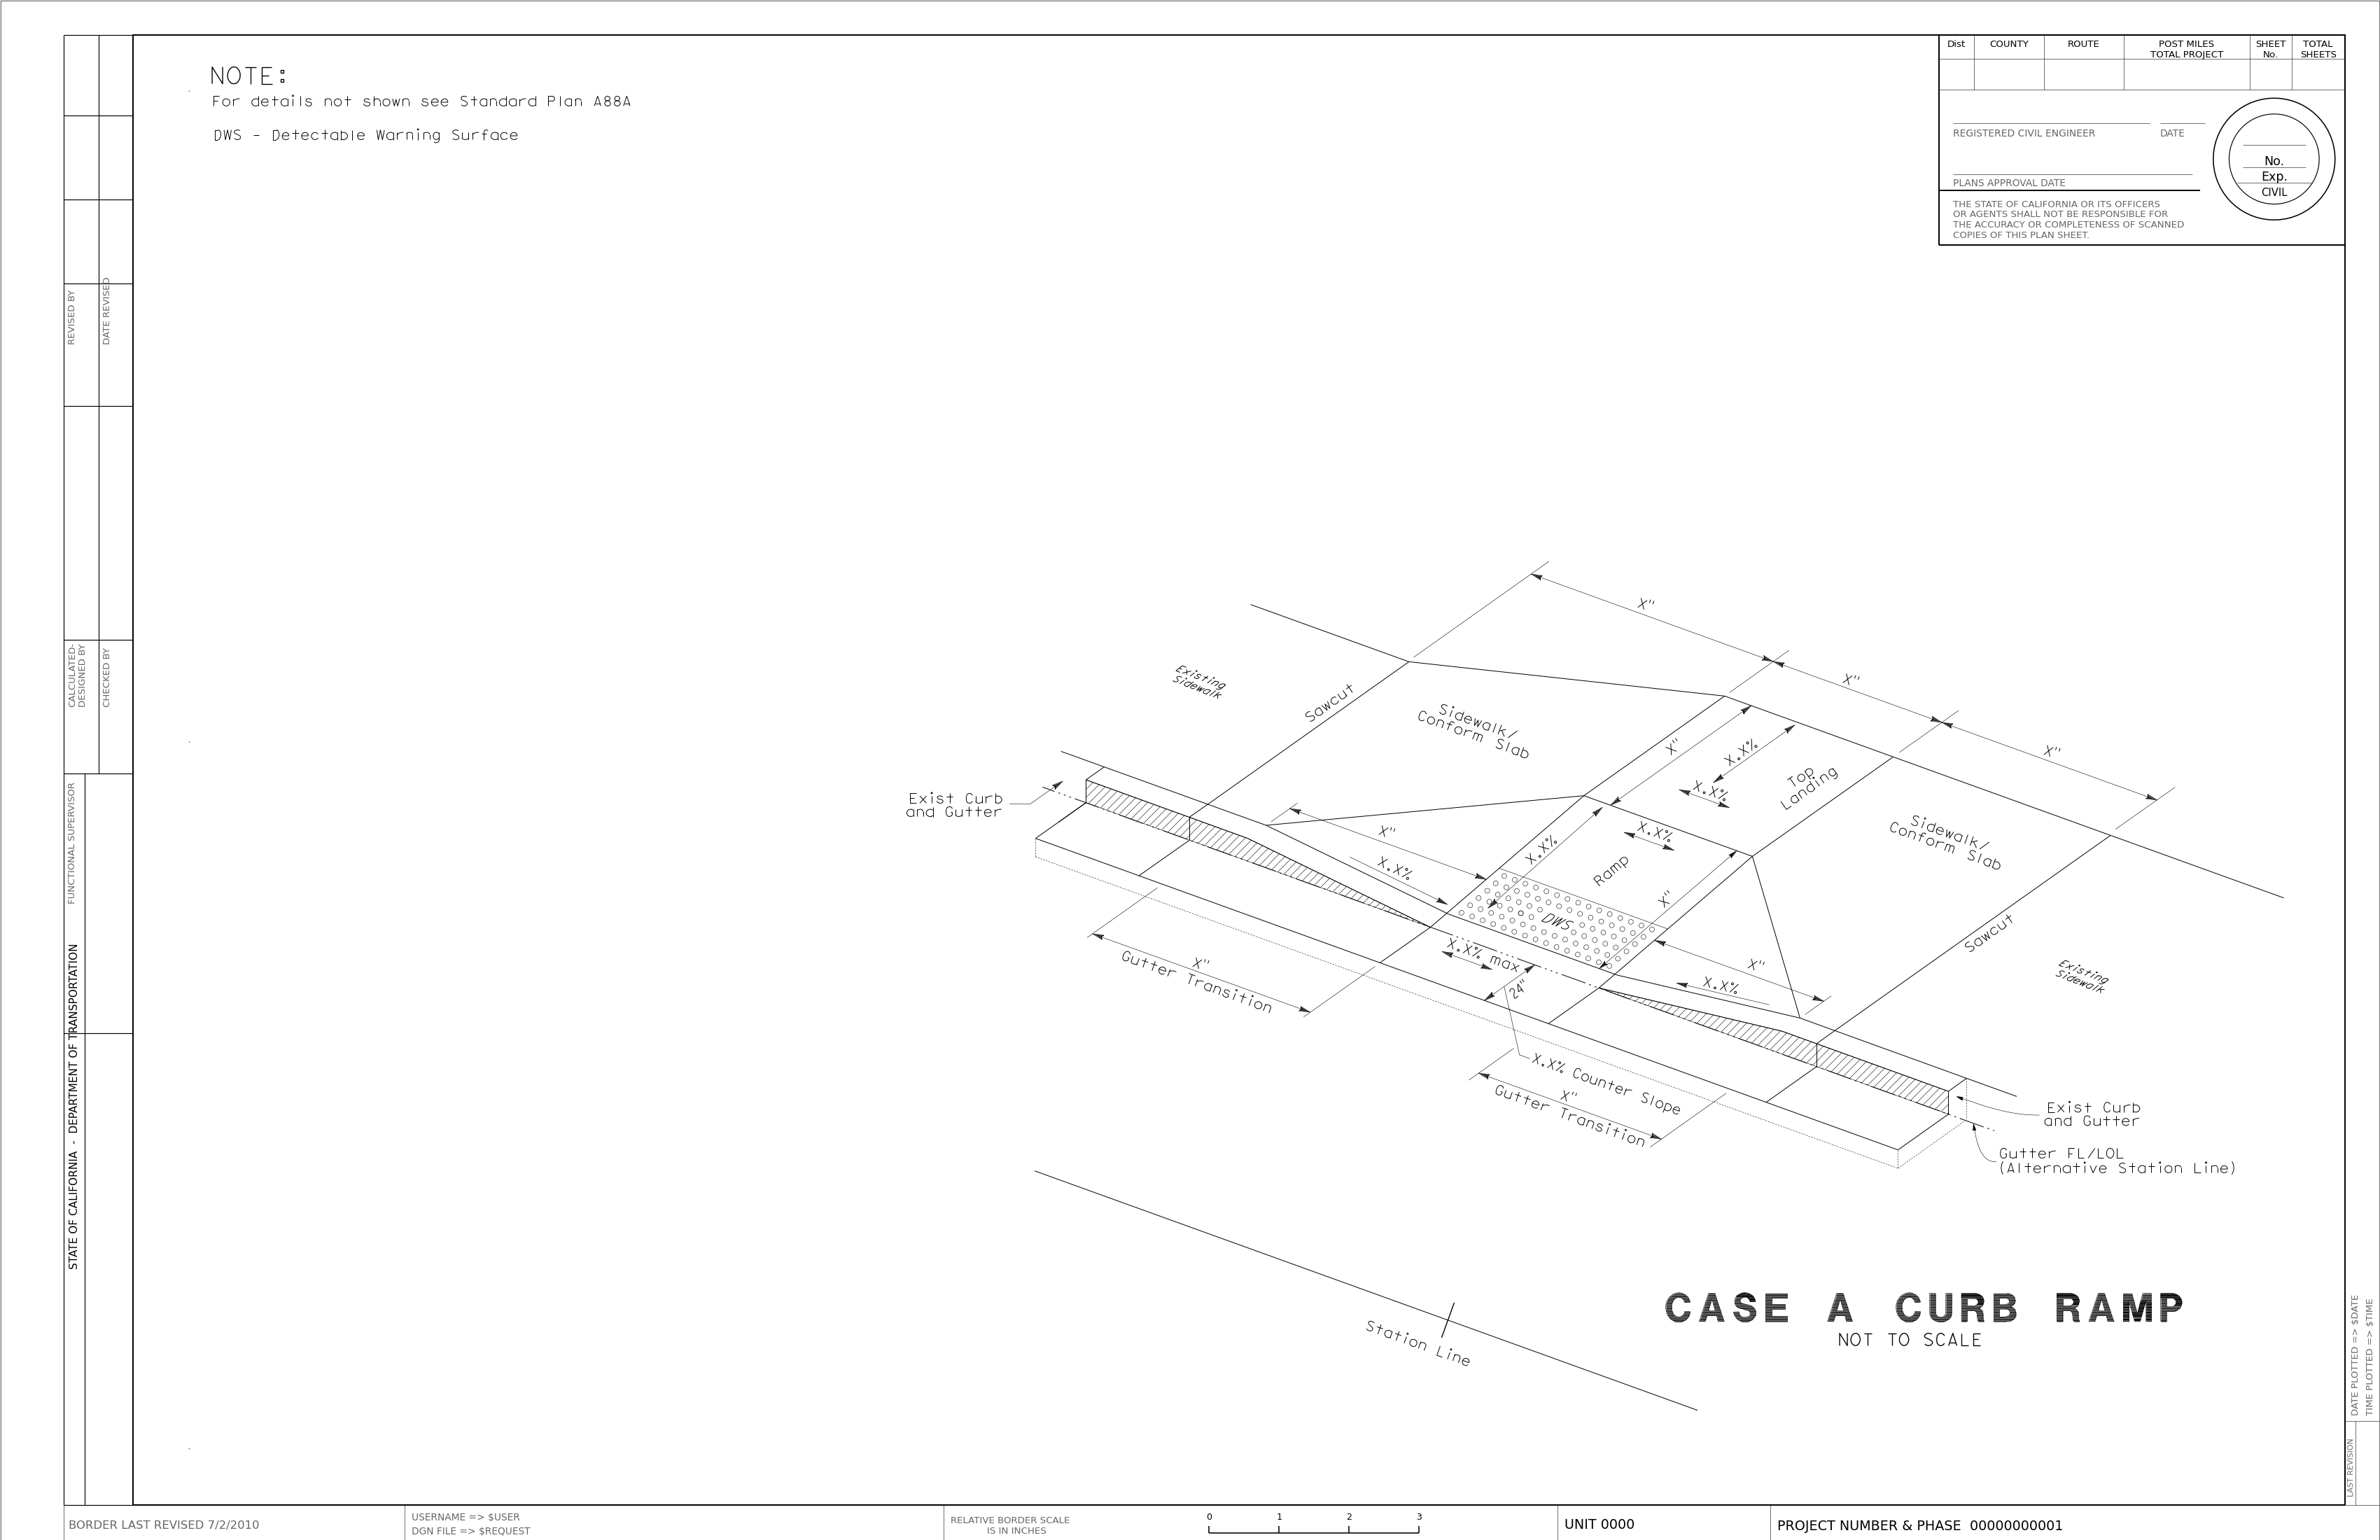 NOTE:
For details not shown see Standard Plan A88A
DWS - Detectable Warning Surface
Dist
COUNTY
ROUTE
POST MILES
TOTAL PROJECT
SHEET
No.
TOTAL
SHEETS
REGISTERED CIVIL ENGINEER
DATE
PLANS APPROVAL DATE
THE STATE OF CALIFORNIA OR ITS OFFICERS
OR AGENTS SHALL NOT BE RESPONSIBLE FOR
THE ACCURACY OR COMPLETENESS OF SCANNED
COPIES OF THIS PLAN SHEET.
No.
Exp.
CIVIL
REVISED BY
DATE REVISED
CALCULATED-
DESIGNED BY
CHECKED BY
FUNCTIONAL SUPERVISOR
STATE OF CALIFORNIA - DEPARTMENT OF TRANSPORTATION
X"
X"
X"
Existing
Sidewalk
Sawcut
Sidewalk/
Conform Slab
X"
X.X%
X.X%
Top
Landing
Exist Curb
and Gutter
X"
X.X%
X.X%
X.X%
Ramp
X"
Sidewalk/
Conform Slab
DWS
Sawcut
X.X% max
24"
X"
X.X%
Existing
Sidewalk
X"
Gutter Transition
X.X% Counter Slope
X"
Gutter Transition
Exist Curb
and Gutter
Gutter FL/LOL
(Alternative Station Line)
Station Line
CASE A CURB RAMP
NOT TO SCALE
DATE PLOTTED => $DATE
TIME PLOTTED => $TIME
LAST REVISION
BORDER LAST REVISED 7/2/2010
USERNAME => $USER
DGN FILE => $REQUEST
RELATIVE BORDER SCALE
IS IN INCHES
0 1 2 3
UNIT 0000
PROJECT NUMBER & PHASE 00000000001